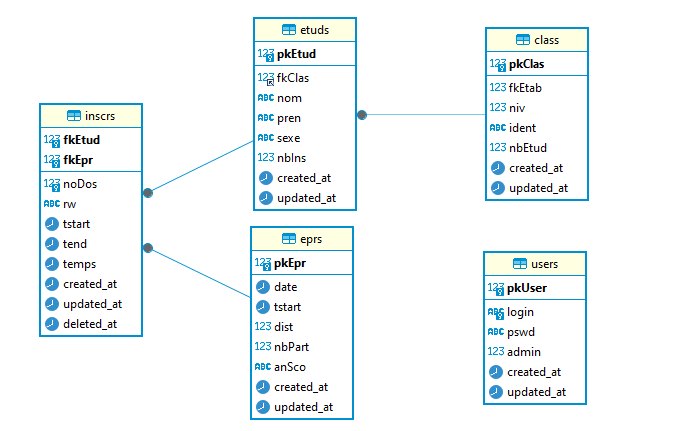 inscrs
123 fkEtud
123 fkEpr
123 noDos
ABC rw
tstart
tend
temps
created_at
updated_at
deleted_at
etuds
123 pkEtud
123 fkClas
ABC nom
ABC pren
ABC sexe
123 nbIns
created_at
updated_at
eprs
123 pkEpr
date
tstart
123 dist
123 nbPart
ABC anSco
created_at
updated_at
class
123 pkClas
123 fkEtab
123 niv
ABC ident
123 nbEtud
created_at
updated_at
users
123 pkUser
ABC login
ABC pswd
123 admin
created_at
updated_at